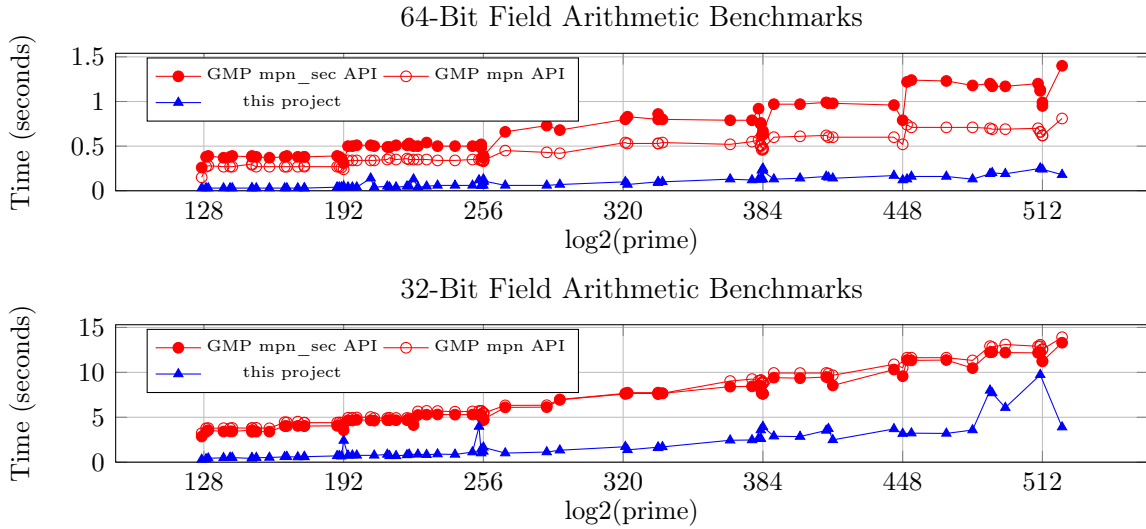 64-Bit Field Arithmetic Benchmarks
Time (seconds)
1.5
1
0.5
0
GMP mpn_sec API
GMP mpn API
this project
128 192 256 320 384 448 512
log2(prime)
32-Bit Field Arithmetic Benchmarks
Time (seconds)
15
10
5
0
GMP mpn_sec API
GMP mpn API
this project
128 192 256 320 384 448 512
log2(prime)